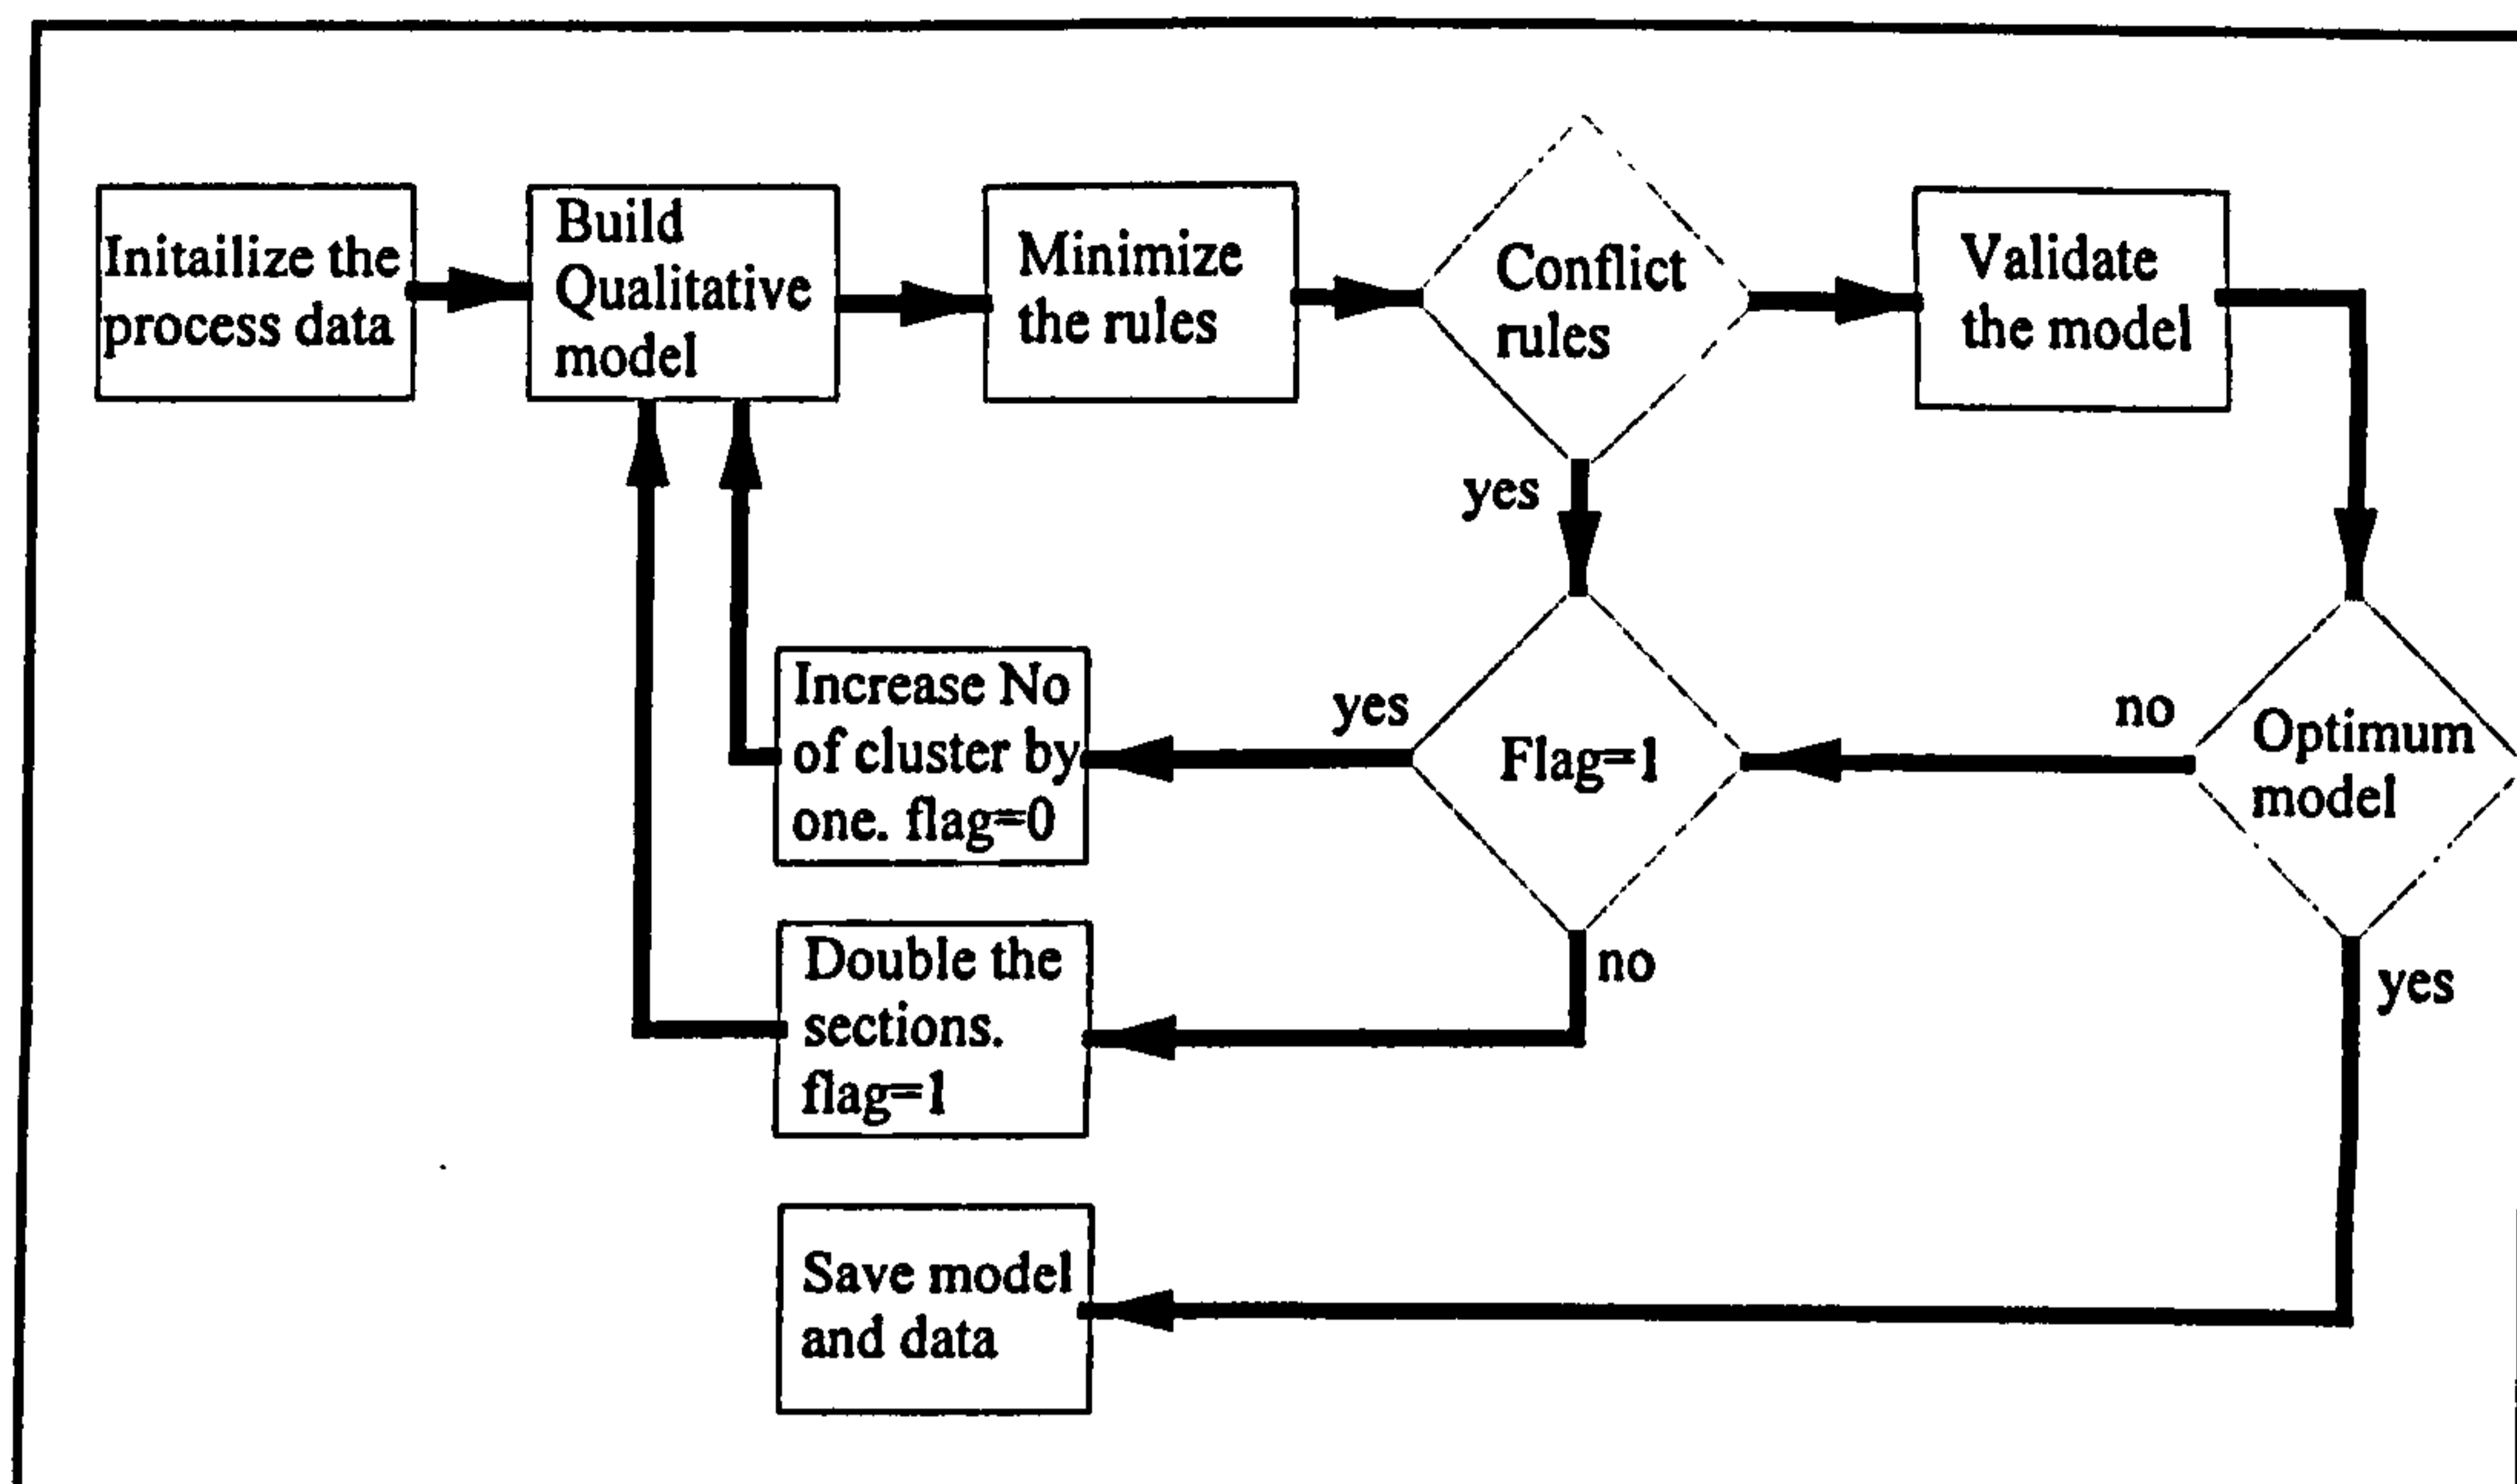 Initailize the
process data
Build
Qualitative
model
Minimize
the rules
Conflict
rules
Validate
the model
yes
Increase No
of cluster by
one. flag=0
yes
Flag=1
no
Optimum
model
Double the
sections.
flag=1
no
yes
Save model
and data